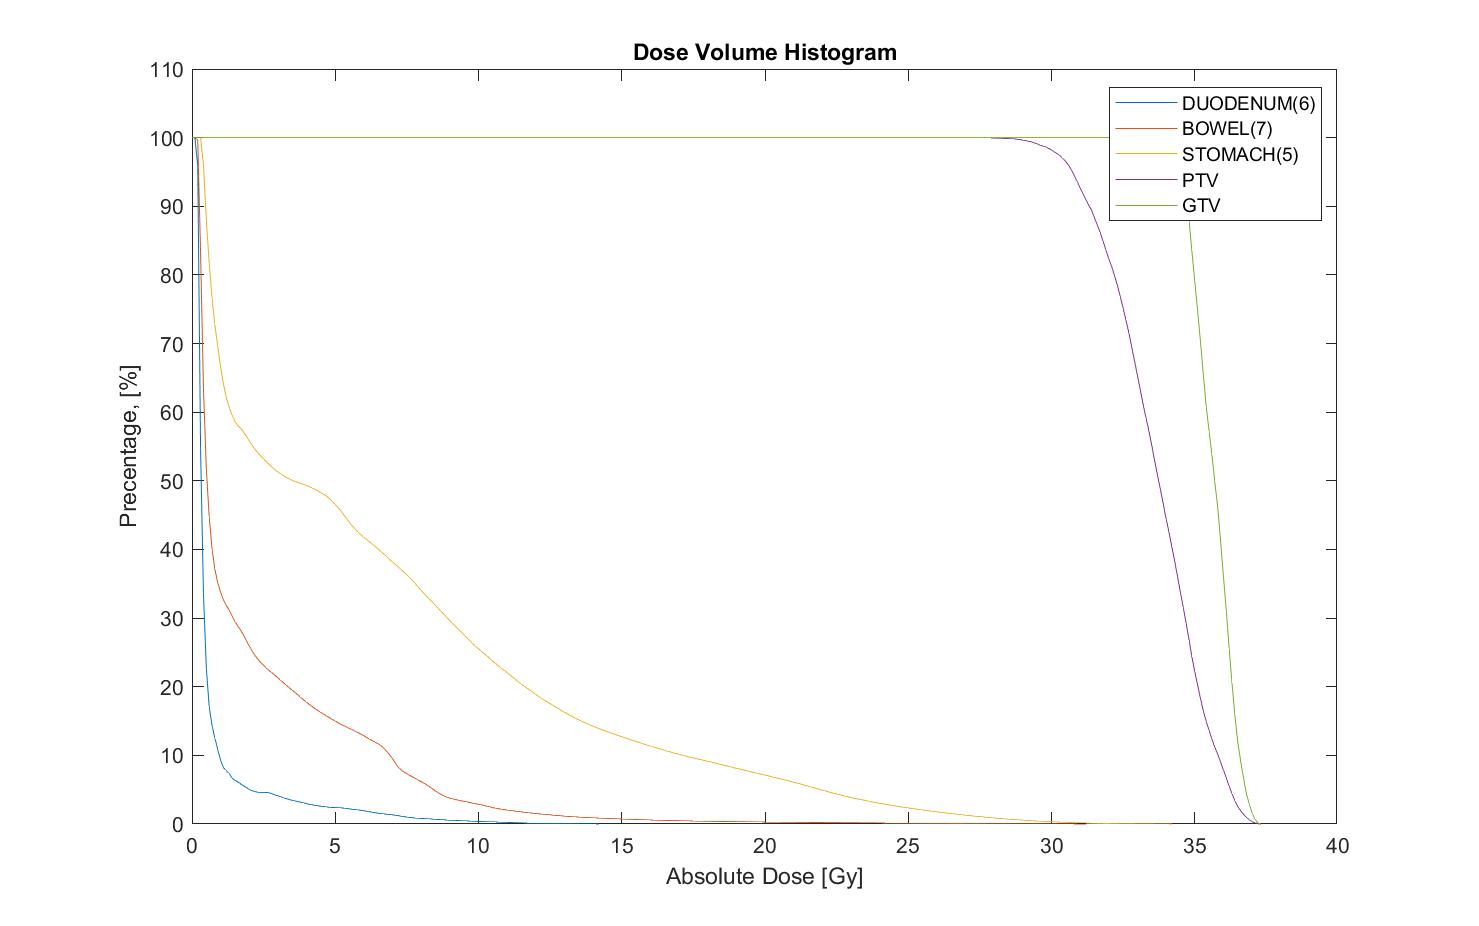 Dose Volume Histogram
110
100
90
80
70
60
50
40
30
20
10
0
Precentage, [%]
DUODENUM(6)
BOWEL(7)
STOMACH(5)
PTV
GTV
0 5 10 15 20 25 30 35 40
Absolute Dose [Gy]